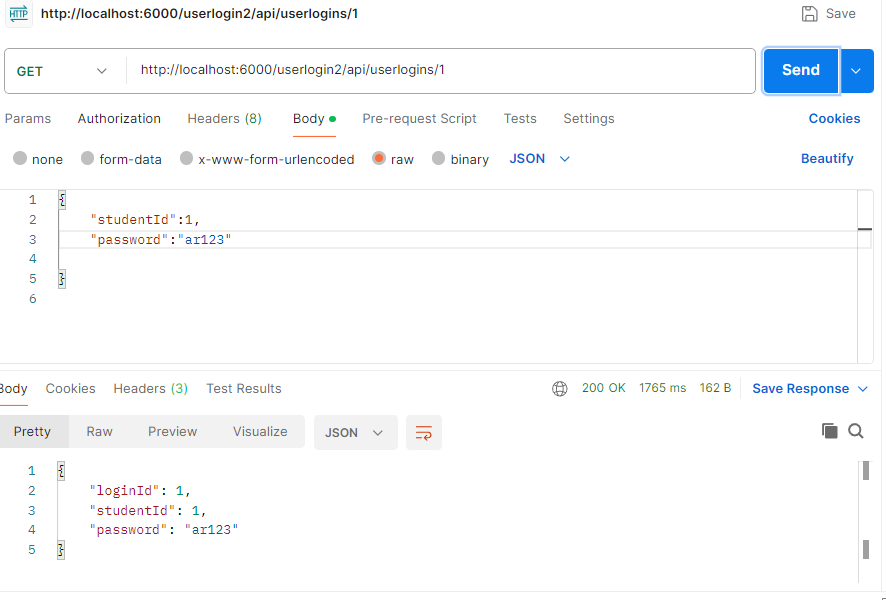 HTTP http://localhost:6000/userlogin2/api/userlogins/1 Save
GET http://localhost:6000/userlogin2/api/userlogins/1 Send
Params Authorization Headers (8) Body Pre-request Script Tests Settings Cookies
none form-data x-www-form-urlencoded raw binary JSON Beautify
1 {
2 "studentId":1,
3 "password":"ar123"
4
5 }
6
Body Cookies Headers (3) Test Results 200 OK 1765 ms 162 B Save Response
Pretty Raw Preview Visualize JSON
1 {
2 "loginId": 1,
3 "studentId": 1,
4 "password": "ar123"
5 }